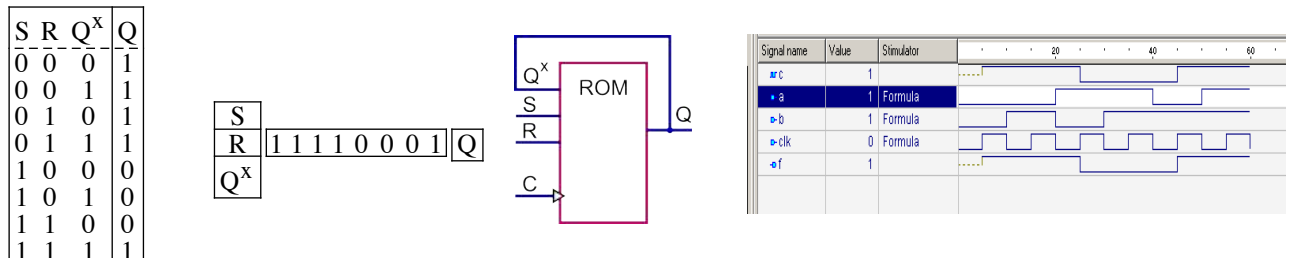 S R Qˣ Q
0 0 0 1
0 0 1 1
0 1 0 1
0 1 1 1
1 0 0 0
1 0 1 0
1 1 0 0
1 1 1 1
S
R 1 1 1 1 0 0 0 1 Q
Qˣ
Qˣ ROM
S
R
Q
C
Signal name Value Stimulator 20 40 60
c 1
a 1 Formula
b 1 Formula
clk 0 Formula
f 1